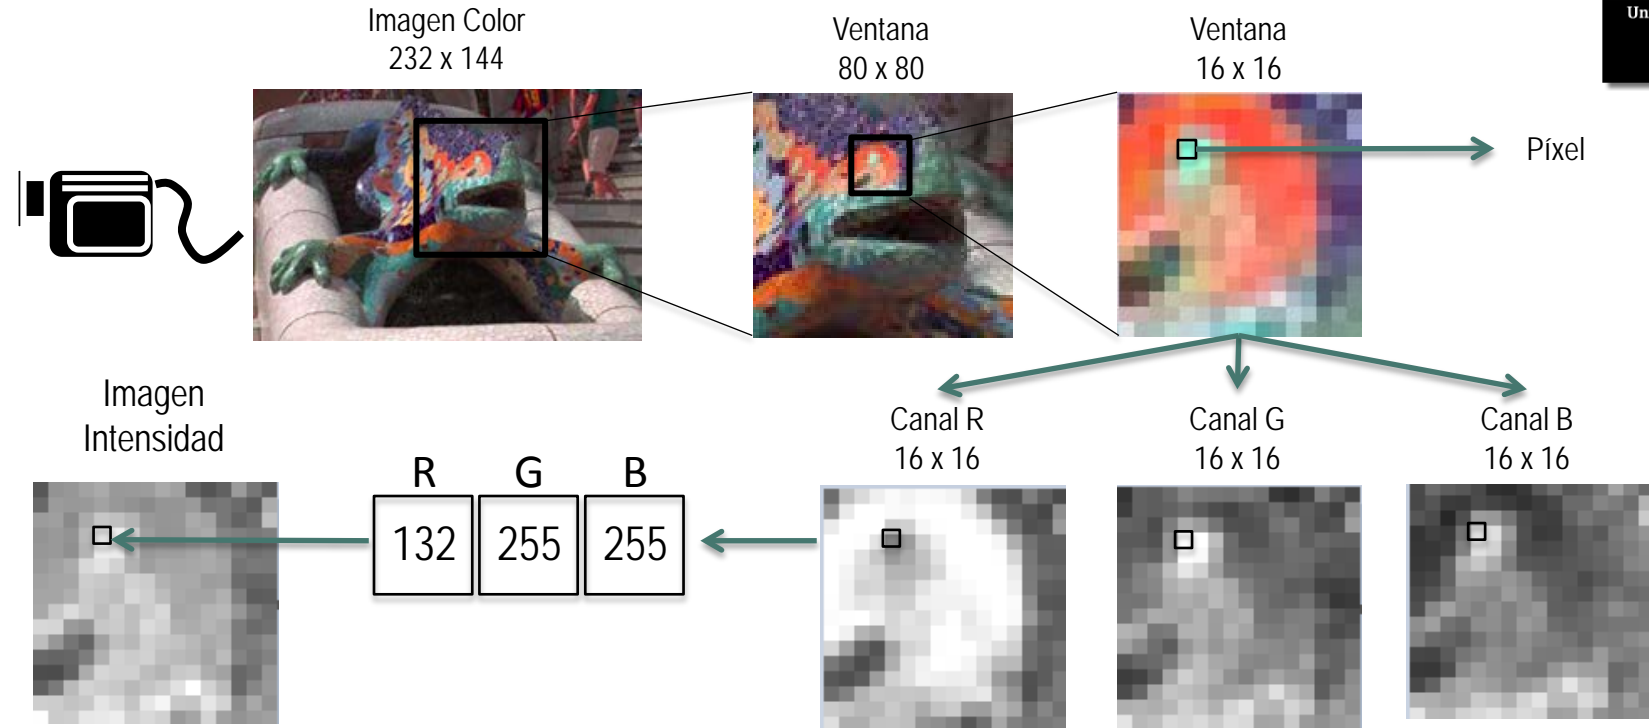 Un
Imagen Color
232 x 144
Ventana
80 x 80
Ventana
16 x 16
Píxel
Imagen
Intensidad
R G B
132 255 255
Canal R
16 x 16
Canal G
16 x 16
Canal B
16 x 16